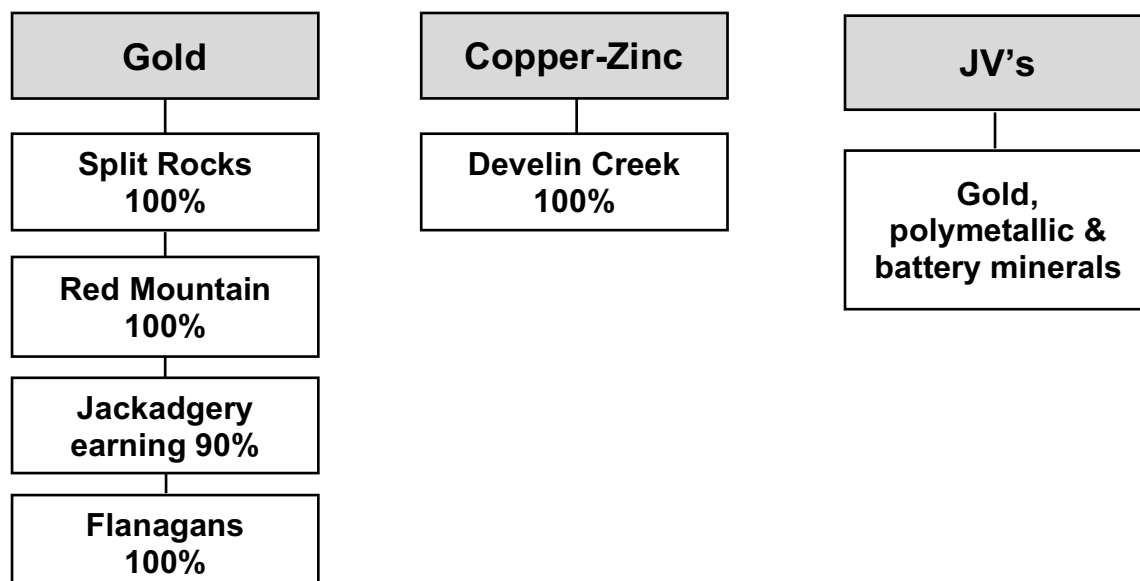 Gold
Split Rocks
100%
Red Mountain
100%
Jackadgery
earning 90%
Flanagans
100%
Copper-Zinc
Develin Creek
100%
JV’s
Gold,
polymetallic &
battery minerals